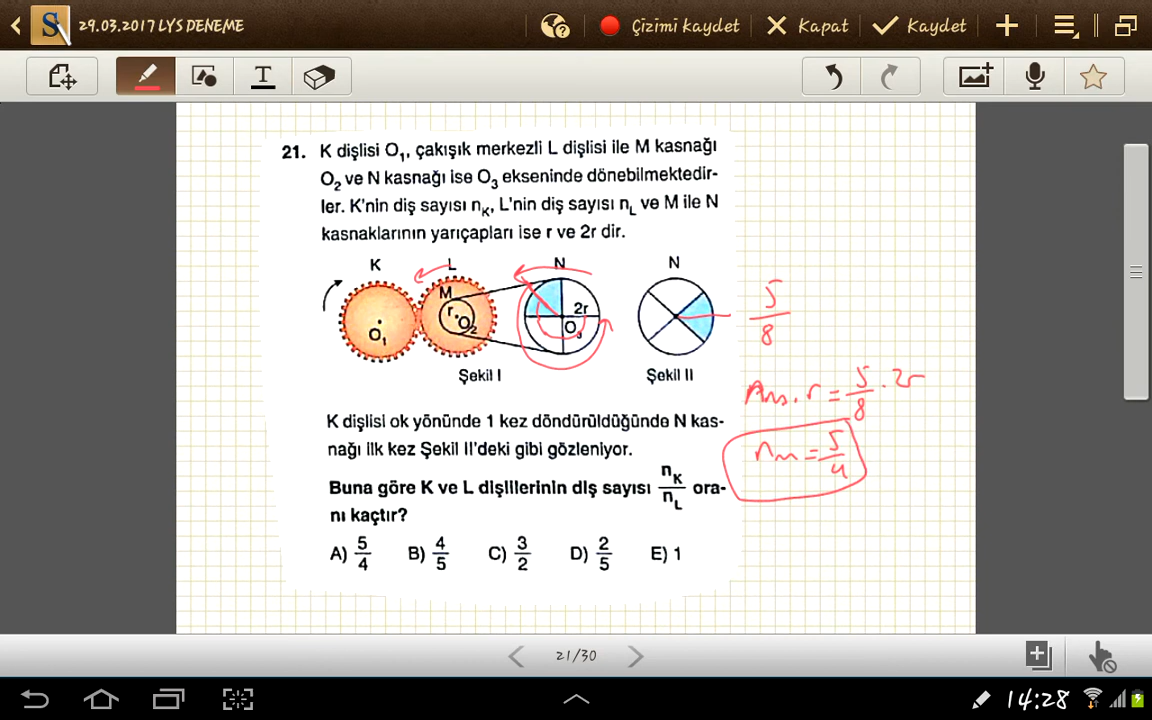 29.03.2017 LYS DENEME
Çizimi kaydet
Kapat
Kaydet
T
21. K dişlisi O1, çakışık merkezli L dişlisi ile M kasnağı
O2 ve N kasnağı ise O3 ekseninde dönebilmektedir-
ler. K'nin diş sayısı nK, L'nin diş sayısı nL ve M ile N
kasnaklarının yarıçapları ise r ve 2r dir.
K L N N
M
r
O1 O2 2r O3
5/8
Şekil I Şekil II
. r = 5/8 . 2r
nm = 5/4
K dişlisi ok yönünde 1 kez döndürüldüğünde N kas-
nağı ilk kez Şekil II'deki gibi gözleniyor.
Buna göre K ve L dişlilerinin diş sayısı nK/nL ora-
nı kaçtır?
A) 5/4 B) 4/5 C) 3/2 D) 2/5 E) 1
21/30
14:28